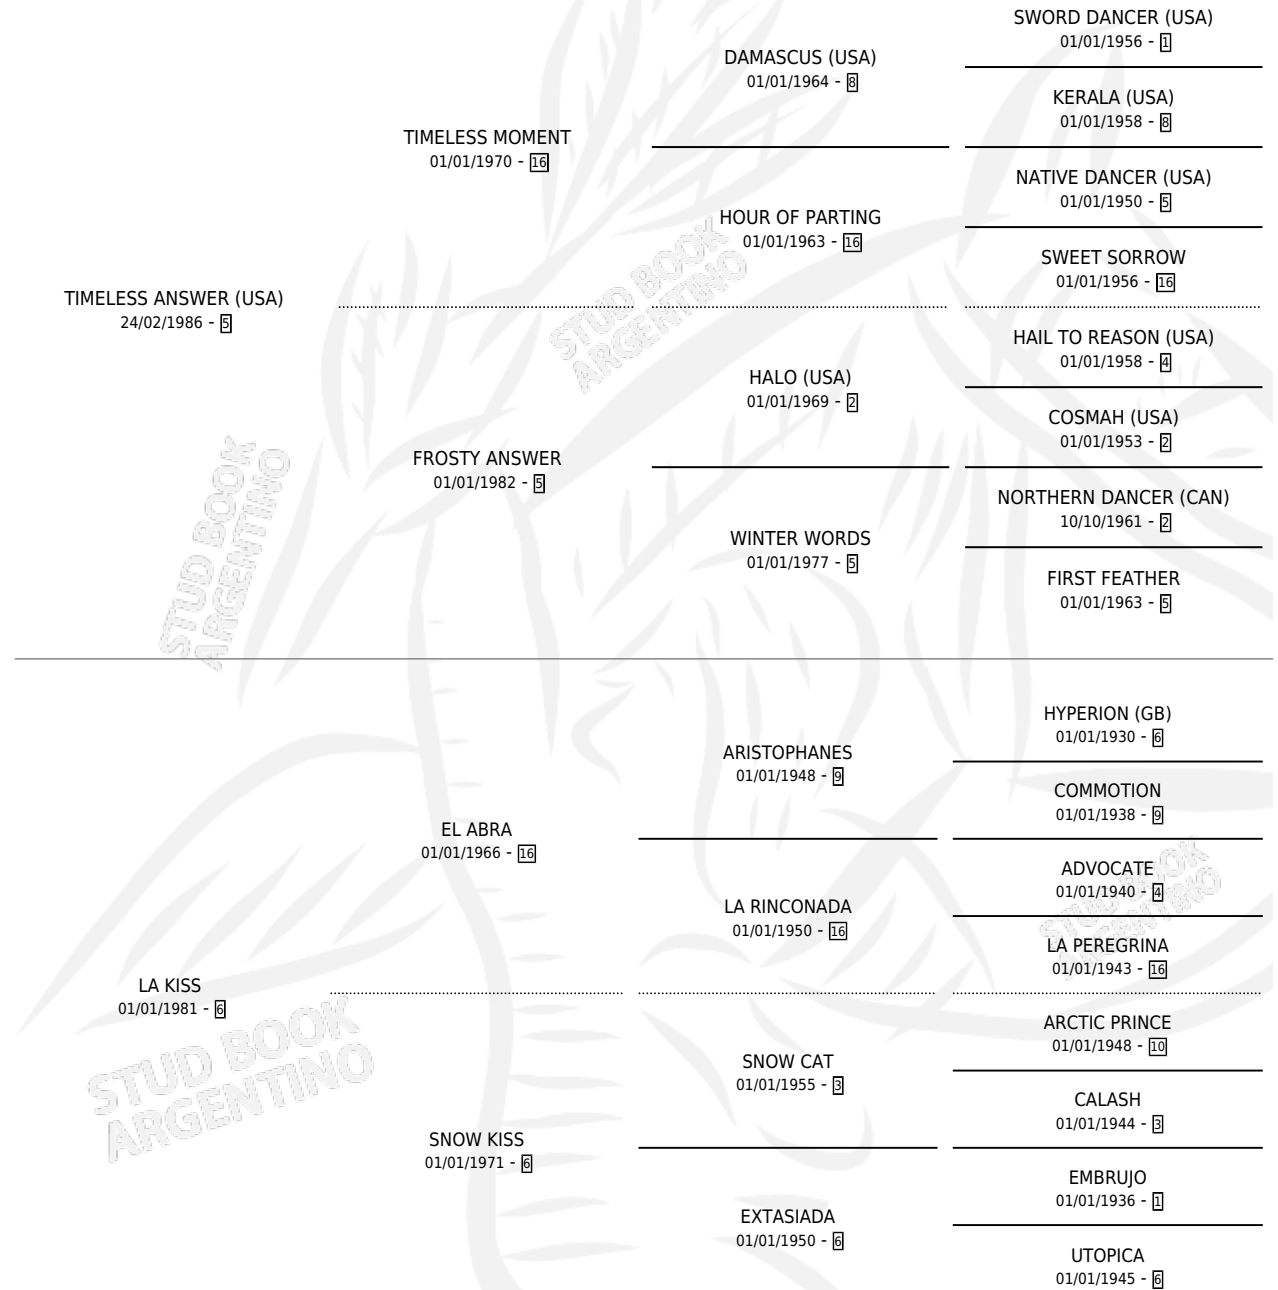 SWORD DANCER (USA)
01/01/1956 - 1
DAMASCUS (USA)
01/01/1964 - 8
KERALA (USA)
01/01/1958 - 8
TIMELESS MOMENT
01/01/1970 - 16
NATIVE DANCER (USA)
01/01/1950 - 5
HOUR OF PARTING
01/01/1963 - 16
SWEET SORROW
01/01/1956 - 16
TIMELESS ANSWER (USA)
24/02/1986 - 5
HAIL TO REASON (USA)
01/01/1958 - 4
HALO (USA)
01/01/1969 - 2
COSMAH (USA)
01/01/1953 - 2
FROSTY ANSWER
01/01/1982 - 5
NORTHERN DANCER (CAN)
10/10/1961 - 2
WINTER WORDS
01/01/1977 - 5
FIRST FEATHER
01/01/1963 - 5
STUD BOOK
ARGENTINO
STUD BOOK
ARGENTINO
HYPERION (GB)
01/01/1930 - 6
ARISTOPHANES
01/01/1948 - 9
COMMOTION
01/01/1938 - 9
EL ABRA
01/01/1966 - 16
ADVOCATE
01/01/1940 - 4
LA RINCONADA
01/01/1950 - 16
LA PEREGRINA
01/01/1943 - 16
LA KISS
01/01/1981 - 6
ARCTIC PRINCE
01/01/1948 - 10
SNOW CAT
01/01/1955 - 3
CALASH
01/01/1944 - 3
SNOW KISS
01/01/1971 - 6
EMBRUJO
01/01/1936 - 1
EXTASIADA
01/01/1950 - 6
UTOPICA
01/01/1945 - 6
STUD BOOK
ARGENTINO
STUD BOOK
ARGENTINO